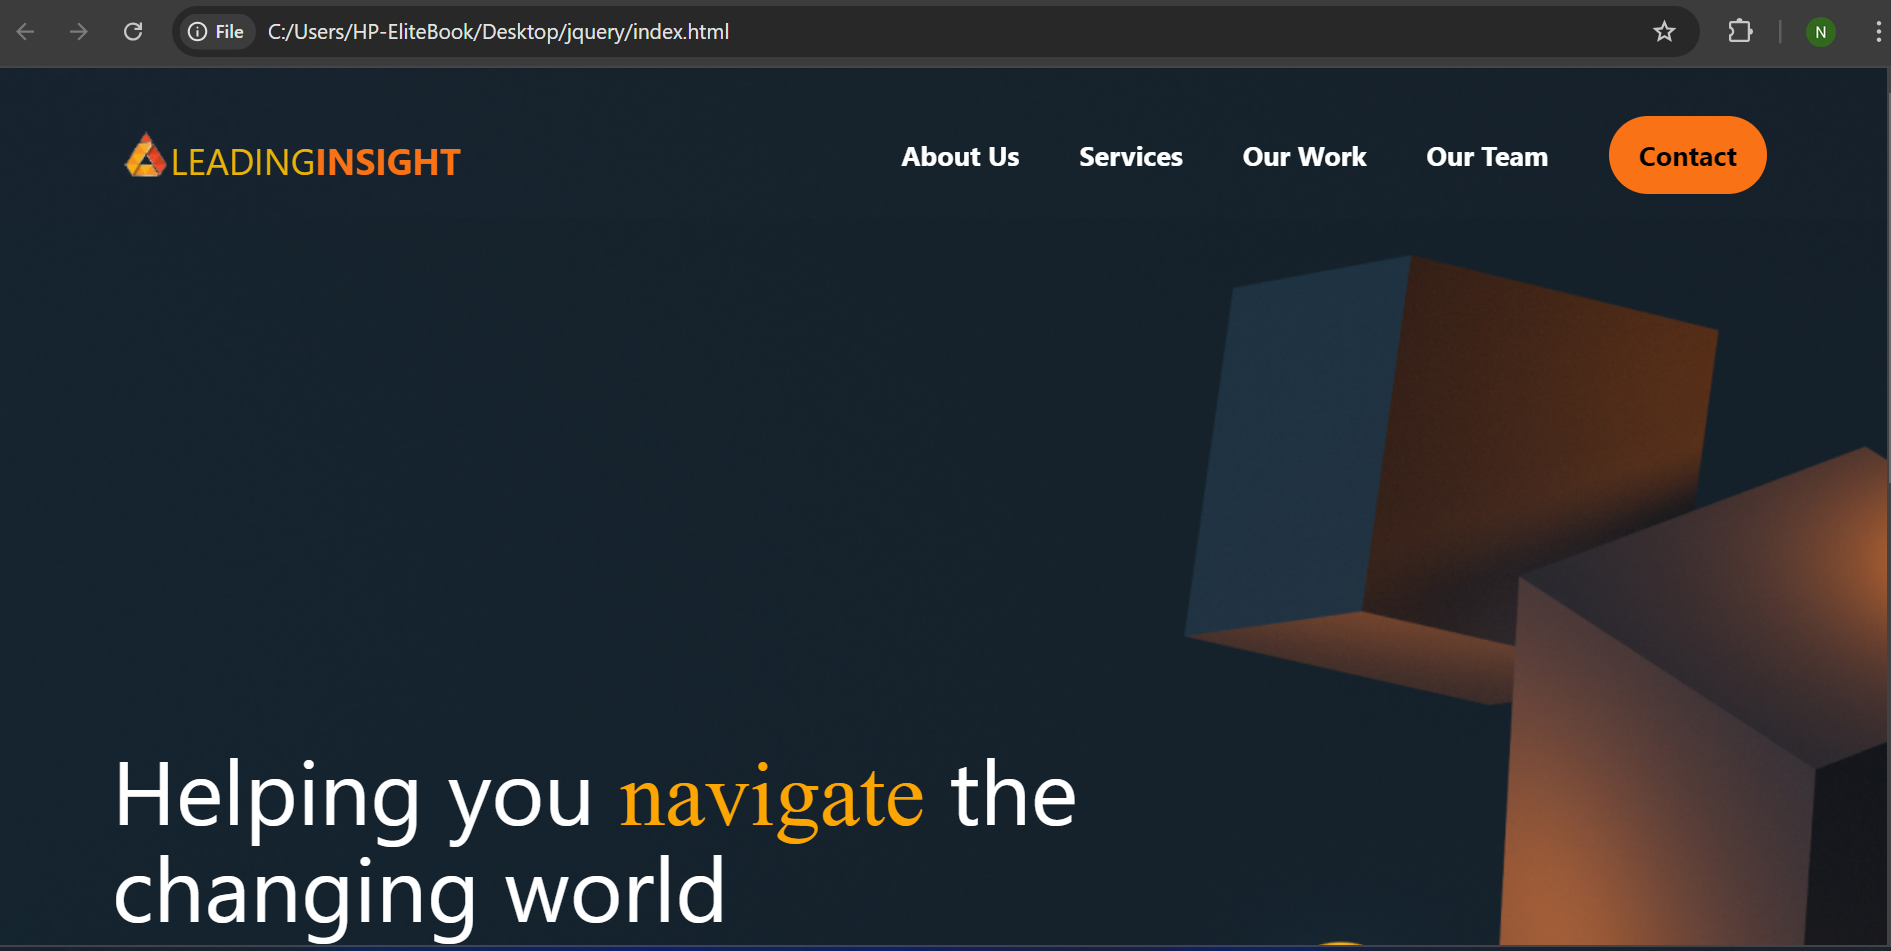 File C:/Users/HP-EliteBook/Desktop/jquery/index.html N
LEADINGINSIGHT
About Us Services Our Work Our Team Contact
Helping you navigate the
changing world